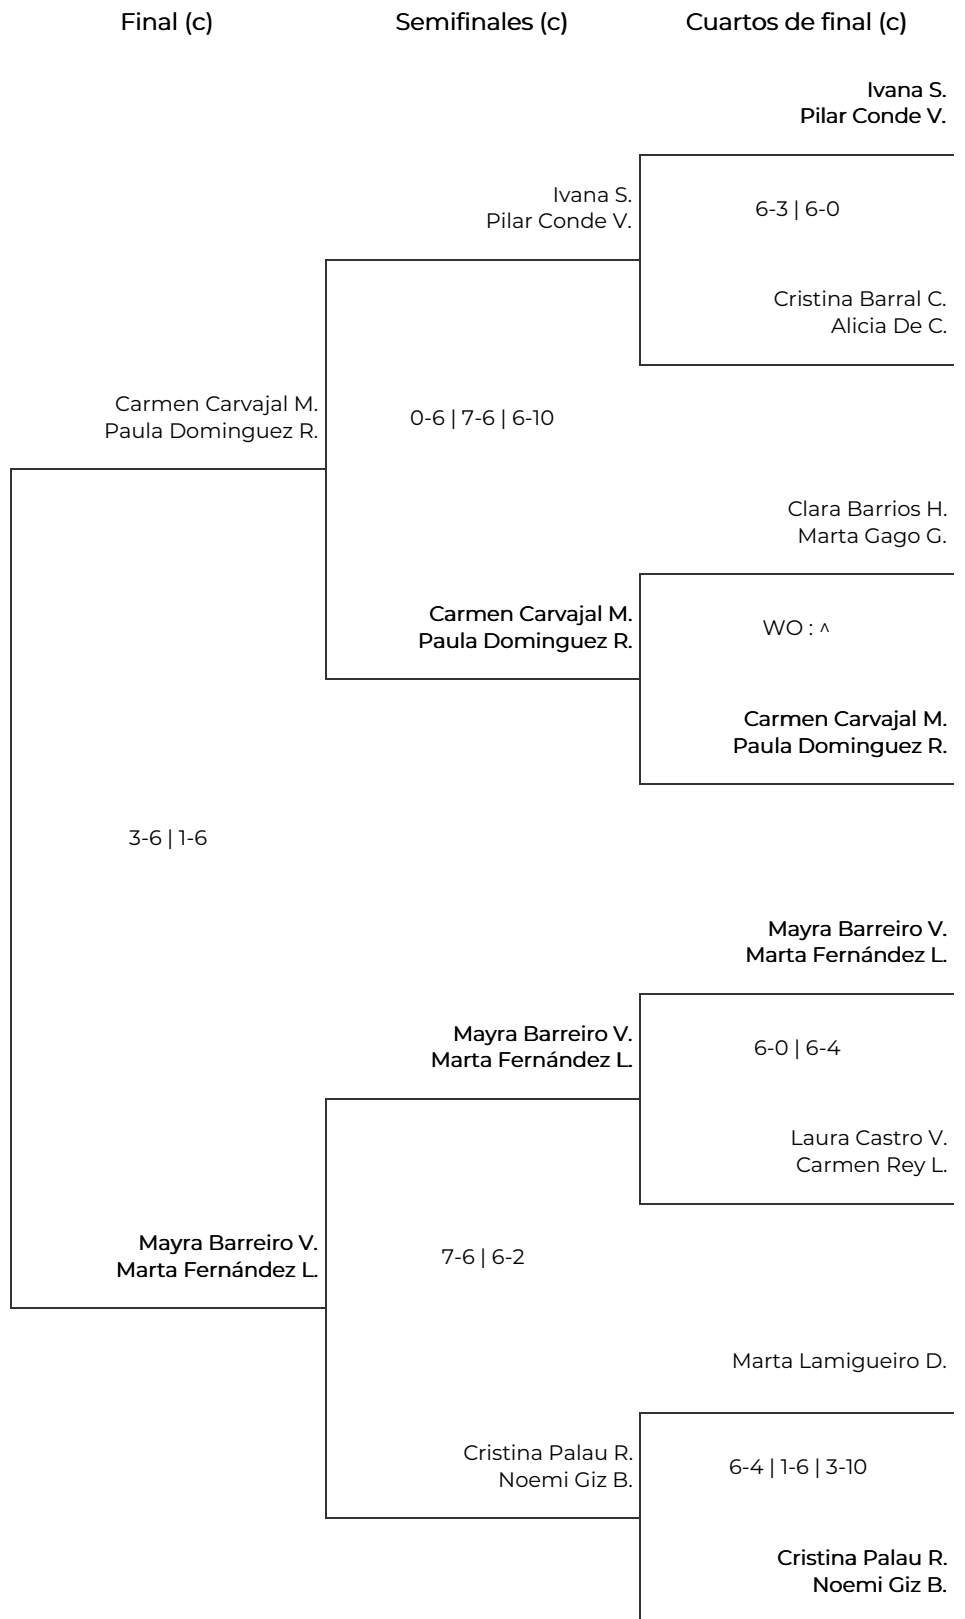 Final (c) Semifinales (c) Cuartos de final (c)
Ivana S.
Pilar Conde V.
Ivana S.
Pilar Conde V.
6-3 | 6-0
Cristina Barral C.
Alicia De C.
Carmen Carvajal M.
Paula Dominguez R.
0-6 | 7-6 | 6-10
Clara Barrios H.
Marta Gago G.
Carmen Carvajal M.
Paula Dominguez R.
WO : ^
Carmen Carvajal M.
Paula Dominguez R.
3-6 | 1-6
Mayra Barreiro V.
Marta Fernández L.
Mayra Barreiro V.
Marta Fernández L.
6-0 | 6-4
Laura Castro V.
Carmen Rey L.
Mayra Barreiro V.
Marta Fernández L.
7-6 | 6-2
Marta Lamigueiro D.
Cristina Palau R.
Noemi Giz B.
6-4 | 1-6 | 3-10
Cristina Palau R.
Noemi Giz B.